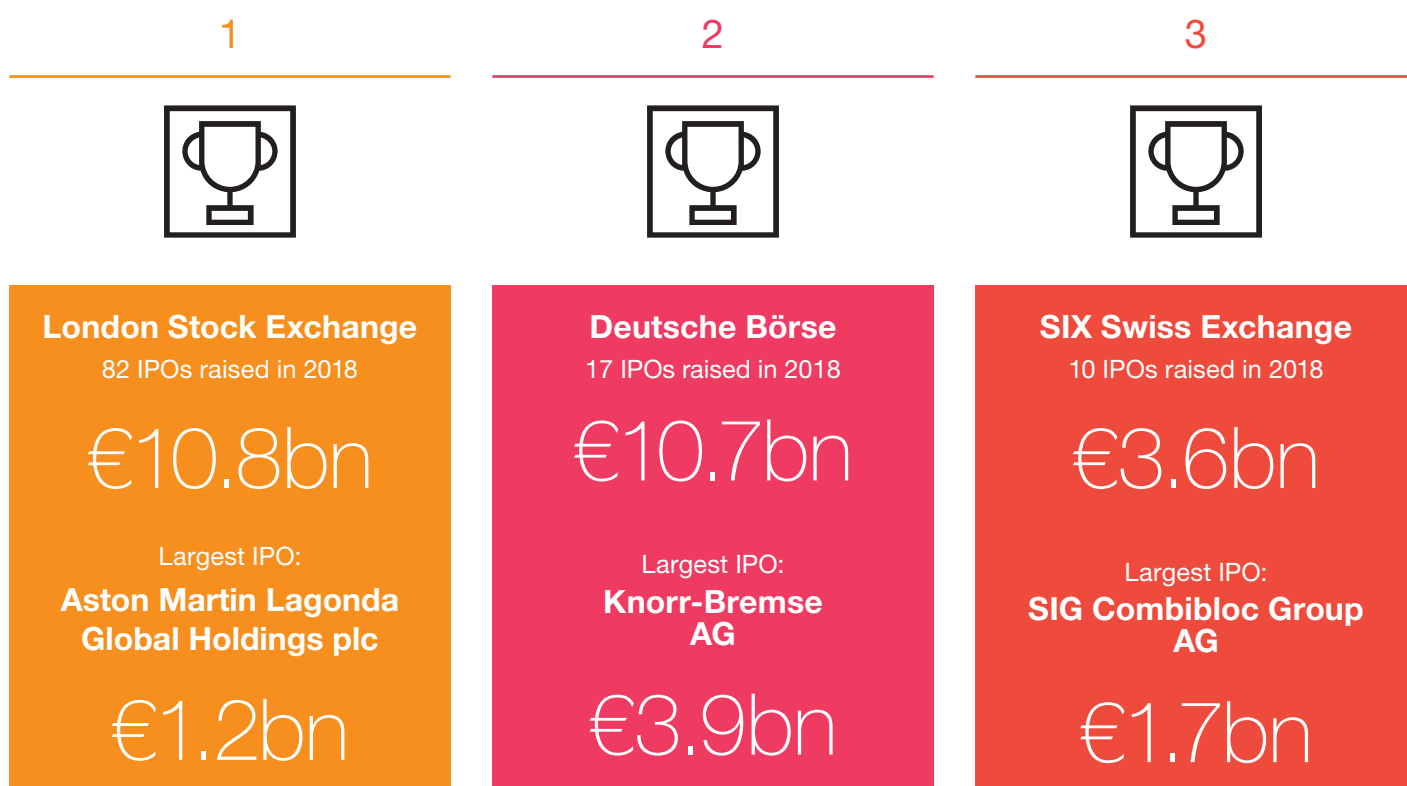 1
London Stock Exchange
82 IPOs raised in 2018
€10.8bn
Largest IPO:
Aston Martin Lagonda
Global Holdings plc
€1.2bn
2
Deutsche Börse
17 IPOs raised in 2018
€10.7bn
Largest IPO:
Knorr-Bremse
AG
€3.9bn
3
SIX Swiss Exchange
10 IPOs raised in 2018
€3.6bn
Largest IPO:
SIG Combibloc Group
AG
€1.7bn